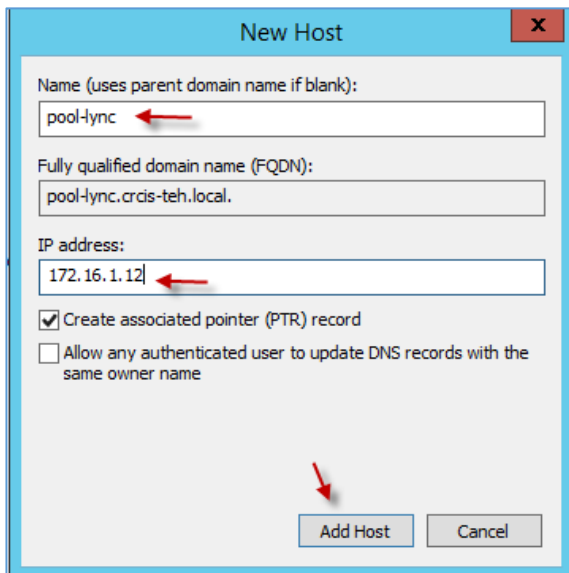 New Host
x
Name (uses parent domain name if blank):
pool-lync
Fully qualified domain name (FQDN):
pool-lync.crcis-teh.local.
IP address:
172.16.1.12
Create associated pointer (PTR) record
Allow any authenticated user to update DNS records with the
same owner name
Add Host
Cancel